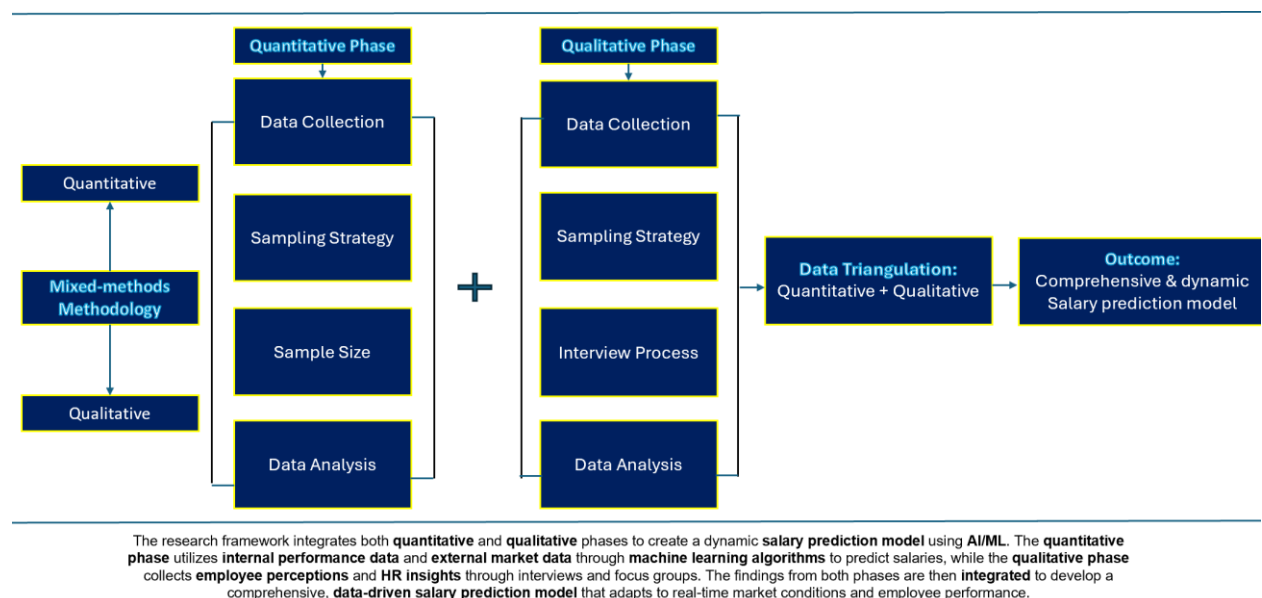 Quantitative Phase
Data Collection
Sampling Strategy
Sample Size
Data Analysis
Qualitative Phase
Data Collection
Sampling Strategy
Interview Process
Data Analysis
Quantitative
Mixed-methods
Methodology
Qualitative
+
Data Triangulation:
Quantitative + Qualitative
Outcome:
Comprehensive & dynamic
Salary prediction model
The research framework integrates both quantitative and qualitative phases to create a dynamic salary prediction model using AI/ML. The quantitative
phase utilizes internal performance data and external market data through machine learning algorithms to predict salaries, while the qualitative phase
collects employee perceptions and HR insights through interviews and focus groups. The findings from both phases are then integrated to develop a
comprehensive, data-driven salary prediction model that adapts to real-time market conditions and employee performance.